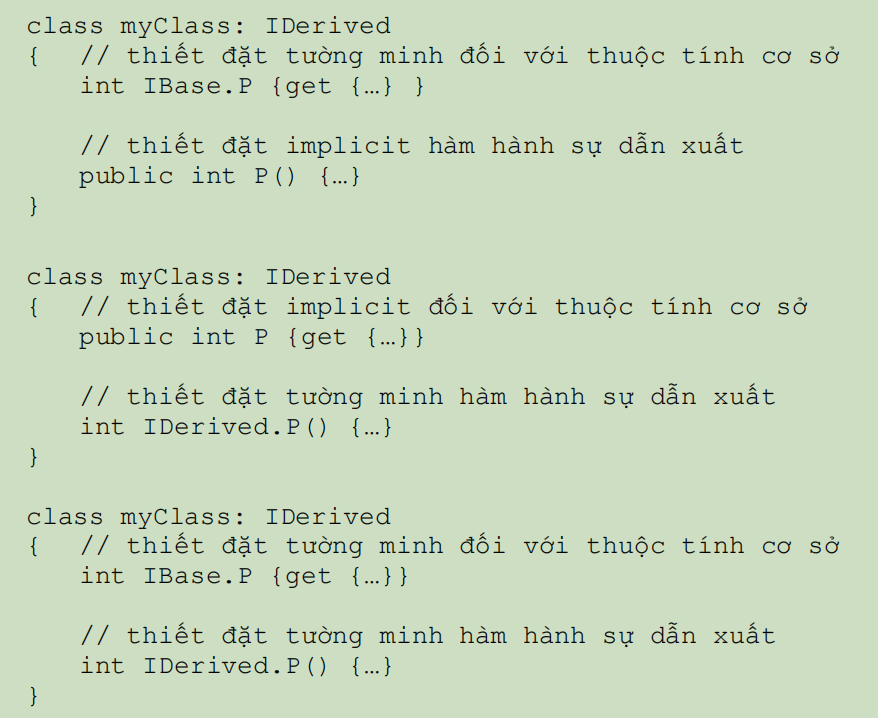 class myClass: IDerived
{ // thiết đặt tường minh đối với thuộc tính cơ sở
int IBase.P {get {…} }
// thiết đặt implicit hàm hành sự dẫn xuất
public int P() {…}
}
class myClass: IDerived
{ // thiết đặt implicit đối với thuộc tính cơ sở
public int P {get {…}}
// thiết đặt tường minh hàm hành sự dẫn xuất
int IDerived.P() {…}
}
class myClass: IDerived
{ // thiết đặt tường minh đối với thuộc tính cơ sở
int IBase.P {get {…}}
// thiết đặt tường minh hàm hành sự dẫn xuất
int IDerived.P() {…}
}